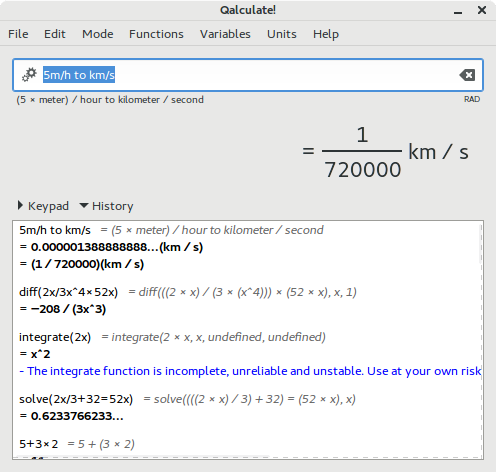 Qalculate!
File Edit Mode Functions Variables Units Help
5m/h to km/s
(5 × meter) / hour to kilometer / second RAD
= 1/720000 km / s
Keypad History
5m/h to km/s = (5 × meter) / hour to kilometer / second
= 0.000001388888888...(km / s)
= (1 / 720000)(km / s)
diff(2x/3x^4×52x) = diff(((2 × x) / (3 × (x^4))) × (52 × x), x, 1)
= −208 / (3x^3)
integrate(2x) = integrate(2 × x, x, undefined, undefined)
= x^2
- The integrate function is incomplete, unreliable and unstable. Use at your own risk
solve(2x/3+32=52x) = solve((((2 × x) / 3) + 32) = (52 × x), x)
= 0.6233766233...
5+3×2 = 5 + (3 × 2)